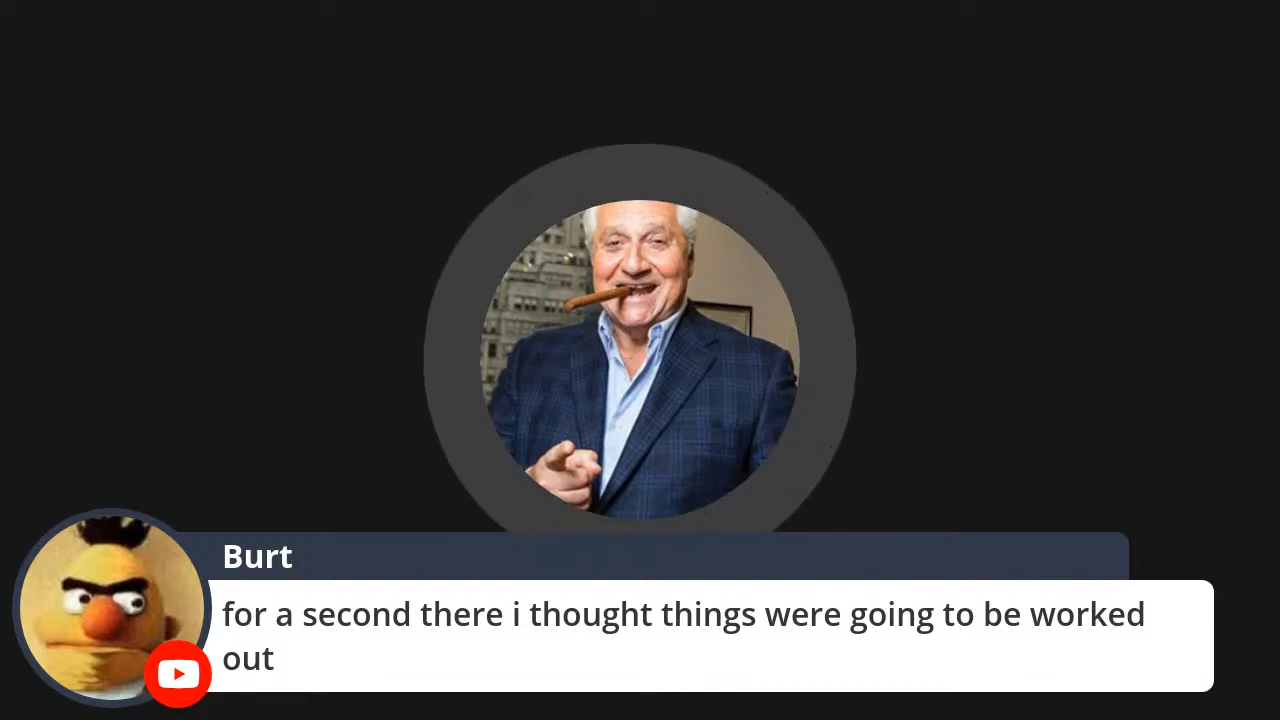 Burt
for a second there i thought things were going to be worked
out